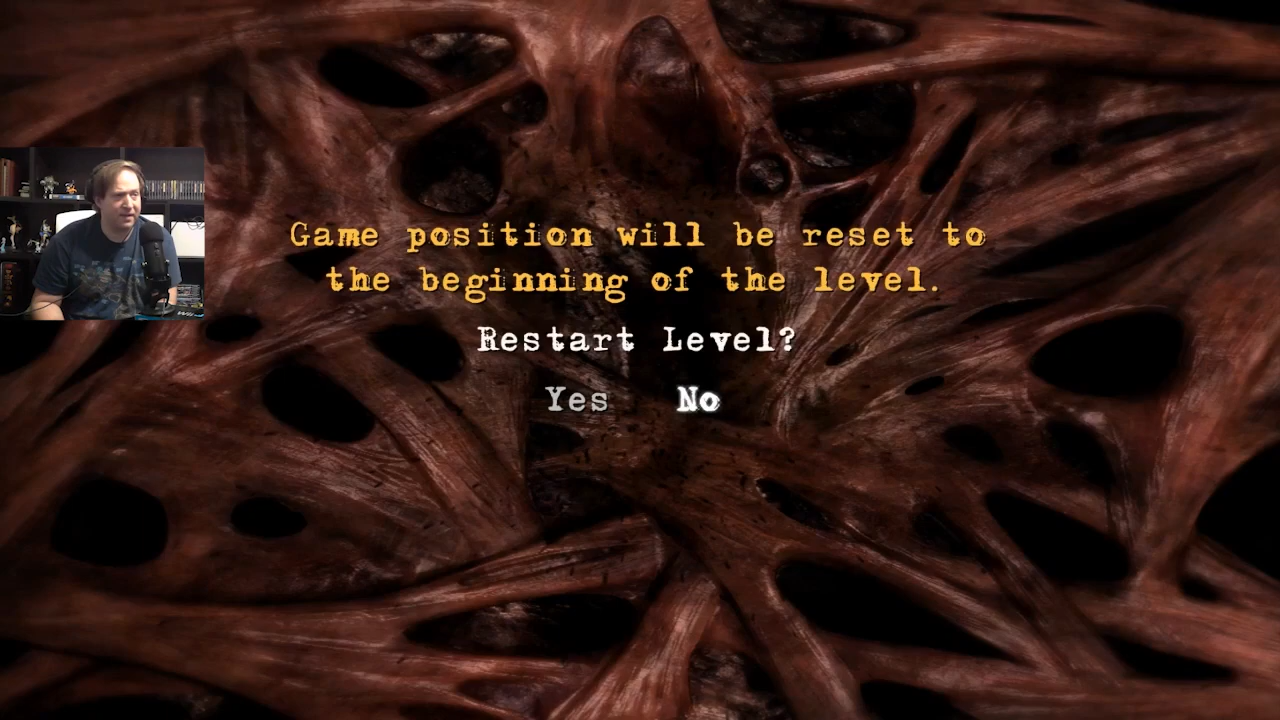 Game position will be reset to
the beginning of the level.
Restart Level?
Yes No